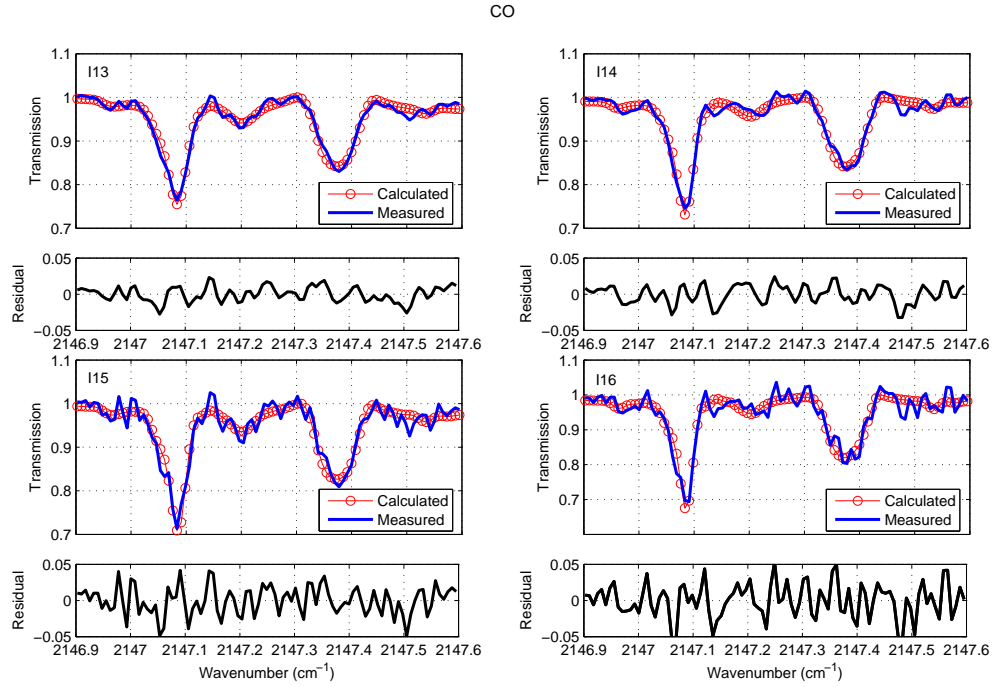 CO
I13
1.1
1
0.9
0.8
0.7
Transmission
Calculated
Measured
0.05
0
−0.05
Residual
2146.9 2147 2147.1 2147.2 2147.3 2147.4 2147.5 2147.6
I14
1.1
1
0.9
0.8
0.7
Transmission
Calculated
Measured
0.05
0
−0.05
Residual
2146.9 2147 2147.1 2147.2 2147.3 2147.4 2147.5 2147.6
I15
1.1
1
0.9
0.8
0.7
Transmission
Calculated
Measured
0.05
0
−0.05
Residual
2146.9 2147 2147.1 2147.2 2147.3 2147.4 2147.5 2147.6
Wavenumber (cm⁻¹)
I16
1.1
1
0.9
0.8
0.7
Transmission
Calculated
Measured
0.05
0
−0.05
Residual
2146.9 2147 2147.1 2147.2 2147.3 2147.4 2147.5 2147.6
Wavenumber (cm⁻¹)